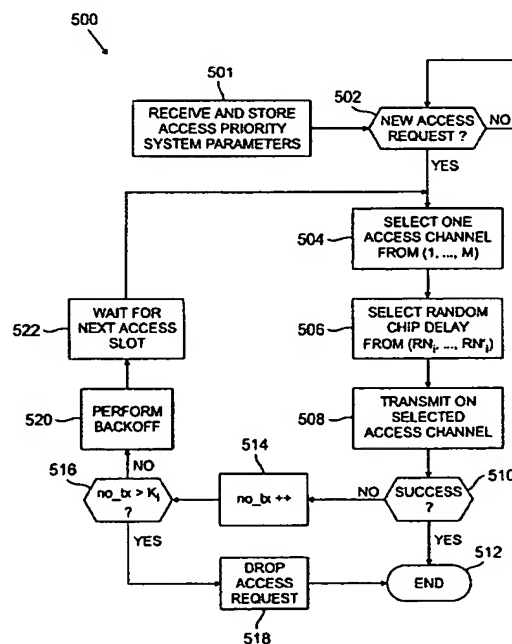 500
501
RECEIVE AND STORE
ACCESS PRIORITY
SYSTEM PARAMETERS
502
NEW ACCESS
REQUEST ?
NO
YES
504
SELECT ONE
ACCESS CHANNEL
FROM (1, ..., M)
506
SELECT RANDOM
CHIP DELAY
FROM (RNi, ..., RN'i)
508
TRANSMIT ON
SELECTED
ACCESS CHANNEL
510
SUCCESS
?
NO
YES
512
END
514
no_tx ++
516
no_tx > Ki
?
NO
YES
518
DROP
ACCESS
REQUEST
520
PERFORM
BACKOFF
522
WAIT FOR
NEXT ACCESS
SLOT